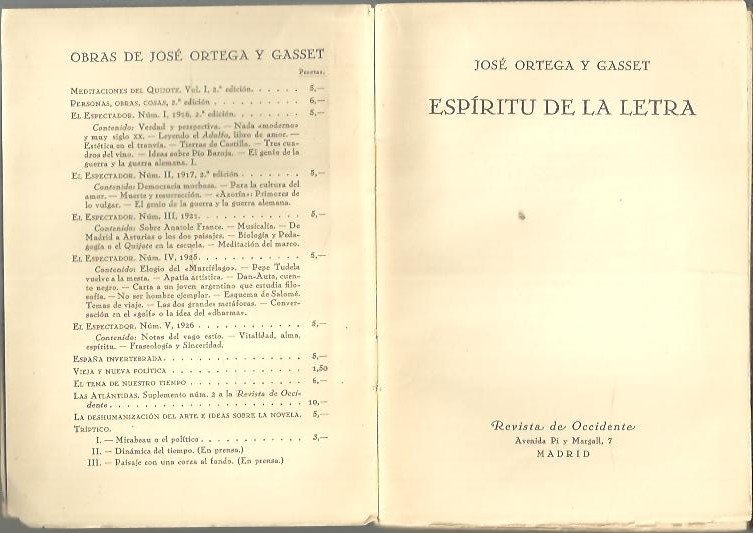 OBRAS DE JOSÉ ORTEGA Y GASSET
Pesetas.
MEDITACIONES DEL QUIJOTE. Vol. I, 2.ª edición. . . . . . . 5,—
PERSONAS, OBRAS, COSAS, 2.ª edición . . . . . . . . . . 6,—
EL ESPECTADOR. Núm. I, 1916, 2.ª edición. . . . . . . 5,—
Contenido: Verdad y perspectiva. — Nada «moderno»
y muy siglo XX. — Leyendo el Adolfo, libro de amor. —
Estética en el tranvía. — Tierras de Castilla. — Tres cua-
dros del vino. — Ideas sobre Pío Baroja. — El genio de la
guerra y la guerra alemana. I.
EL ESPECTADOR. Núm. II, 1917, 2.ª edición . . . . . . 5,—
Contenido: Democracia morbosa. — Para la cultura del
amor. — Muerte y resurrección. — «Azorín»: Primores de
lo vulgar. — El genio de la guerra y la guerra alemana.
EL ESPECTADOR. Núm. III, 1921. . . . . . . . . . . . 5,—
Contenido: Sobre Anatole France. — Musicalia. — De
Madrid a Asturias o los dos paisajes. — Biología y Peda-
gogía o el Quijote en la escuela. — Meditación del marco.
EL ESPECTADOR. Núm. IV, 1925. . . . . . . . . . . . 5,—
Contenido: Elogio del «Murciélago». — Pepe Tudela
vuelve a la mesta. — Apatía artística. — Dan-Auta, cuen-
to negro. — Carta a un joven argentino que estudia filo-
sofía. — No ser hombre ejemplar. — Esquema de Salomé.
Temas de viaje. — Las dos grandes metáforas. — Conver-
sación en el «golf» o la idea del «dharma».
EL ESPECTADOR. Núm. V, 1926 . . . . . . . . . . . . 5,—
Contenido: Notas del vago estío. — Vitalidad, alma,
espíritu. — Fraseología y Sinceridad.
ESPAÑA INVERTEBRADA. . . . . . . . . . . . . . . . . 5,—
VIEJA Y NUEVA POLÍTICA . . . . . . . . . . . . . . . 1,50
EL TEMA DE NUESTRO TIEMPO . . . . . . . . . . . . . 6,—
LAS ATLÁNTIDAS. Suplemento núm. 2 a la Revista de Occi-
dente. . . . . . . . . . . . . . . . . . . . . . . . 10,—
LA DESHUMANIZACIÓN DEL ARTE E IDEAS SOBRE LA NOVELA. 5,—
TRÍPTICO.
I. — Mirabeau o el político . . . . . . . . . . . . 3,—
II. — Dinámica del tiempo. (En prensa.)
III. — Paisaje con una corza al fondo. (En prensa.)
JOSÉ ORTEGA Y GASSET
ESPÍRITU DE LA LETRA
Revista de Occidente
Avenida Pi y Margall, 7
MADRID